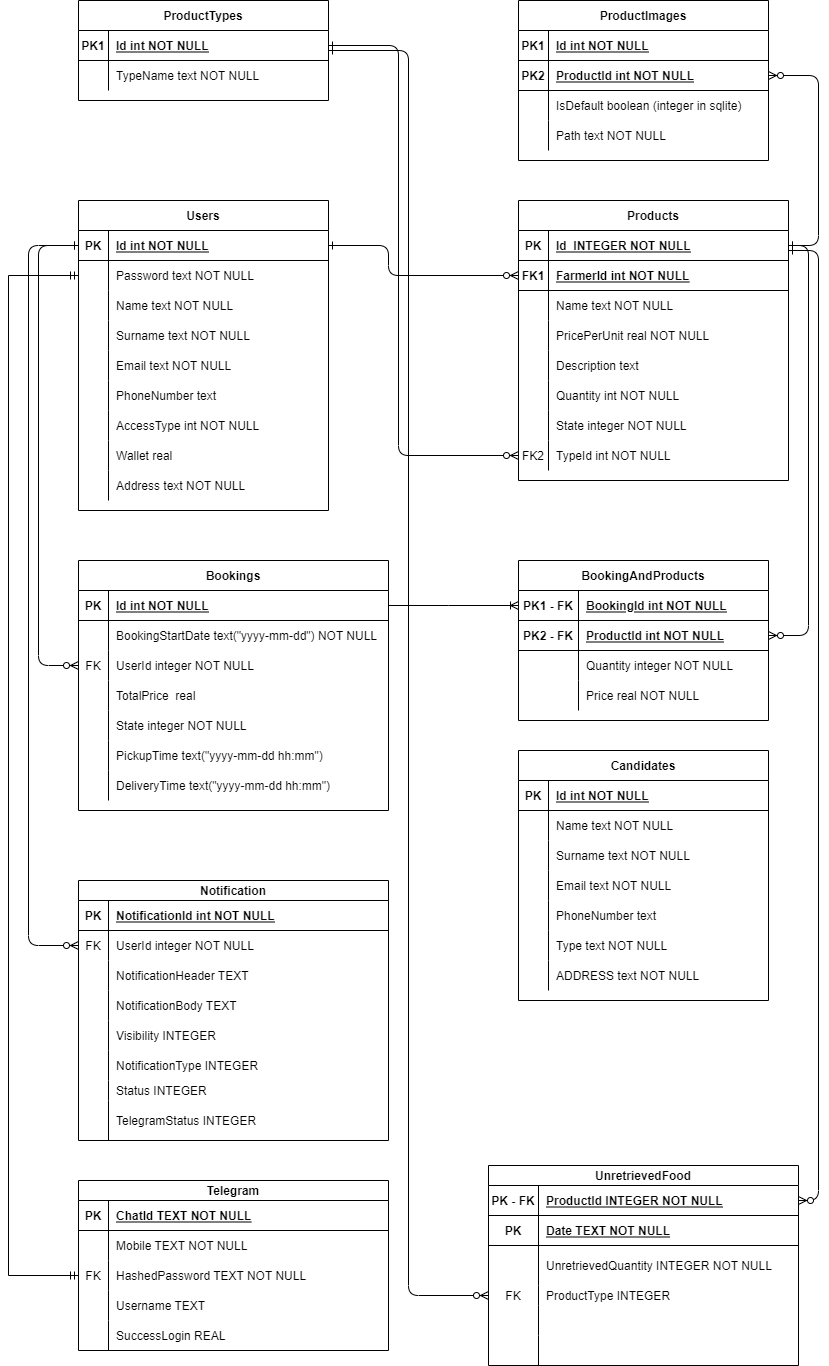 ProductTypes
PK1 Id int NOT NULL
TypeName text NOT NULL
ProductImages
PK1 Id int NOT NULL
PK2 ProductId int NOT NULL
IsDefault boolean (integer in sqlite)
Path text NOT NULL
Users
PK Id int NOT NULL
Password text NOT NULL
Name text NOT NULL
Surname text NOT NULL
Email text NOT NULL
PhoneNumber text
AccessType int NOT NULL
Wallet real
Address text NOT NULL
Products
PK Id  INTEGER NOT NULL
FK1 FarmerId int NOT NULL
Name text NOT NULL
PricePerUnit real NOT NULL
Description text
Quantity int NOT NULL
State integer NOT NULL
FK2 TypeId int NOT NULL
Bookings
PK Id int NOT NULL
BookingStartDate text("yyyy-mm-dd") NOT NULL
FK UserId integer NOT NULL
TotalPrice  real
State integer NOT NULL
PickupTime text("yyyy-mm-dd hh:mm")
DeliveryTime text("yyyy-mm-dd hh:mm")
BookingAndProducts
PK1 - FK BookingId int NOT NULL
PK2 - FK ProductId int NOT NULL
Quantity integer NOT NULL
Price real NOT NULL
Candidates
PK Id int NOT NULL
Name text NOT NULL
Surname text NOT NULL
Email text NOT NULL
PhoneNumber text
Type text NOT NULL
ADDRESS text NOT NULL
Notification
PK NotificationId int NOT NULL
FK UserId integer NOT NULL
NotificationHeader TEXT
NotificationBody TEXT
Visibility INTEGER
NotificationType INTEGER
Status INTEGER
TelegramStatus INTEGER
Telegram
PK ChatId TEXT NOT NULL
Mobile TEXT NOT NULL
FK HashedPassword TEXT NOT NULL
Username TEXT
SuccessLogin REAL
UnretrievedFood
PK - FK ProductId INTEGER NOT NULL
PK Date TEXT NOT NULL
UnretrievedQuantity INTEGER NOT NULL
FK ProductType INTEGER